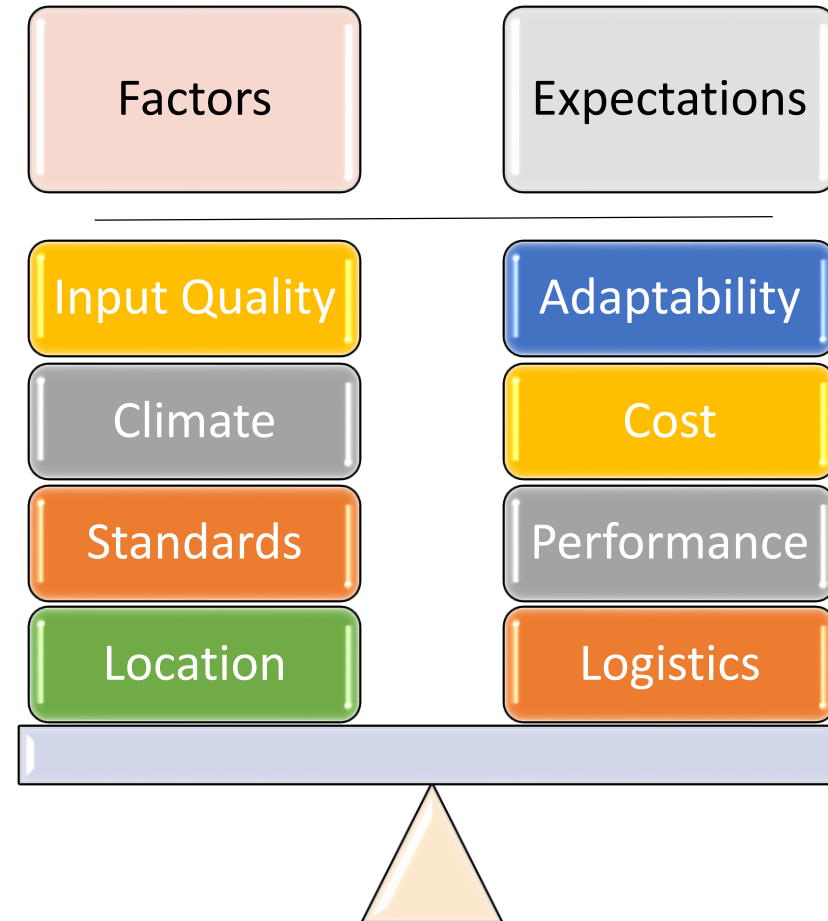 Factors
Expectations
Input Quality
Adaptability
Climate
Cost
Standards
Performance
Location
Logistics